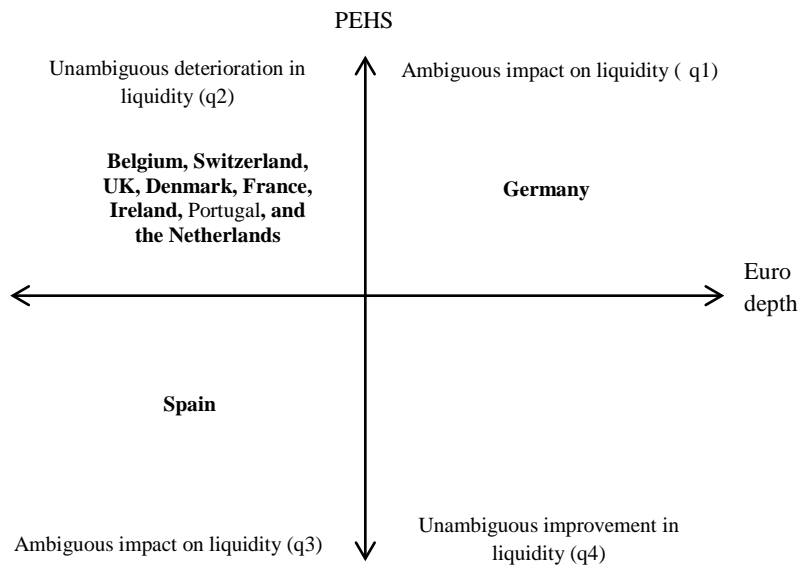 PEHS
Unambiguous deterioration in
liquidity (q2)
Ambiguous impact on liquidity ( q1)
Belgium, Switzerland,
UK, Denmark, France,
Ireland, Portugal, and
the Netherlands
Germany
Euro
depth
Spain
Ambiguous impact on liquidity (q3)
Unambiguous improvement in
liquidity (q4)